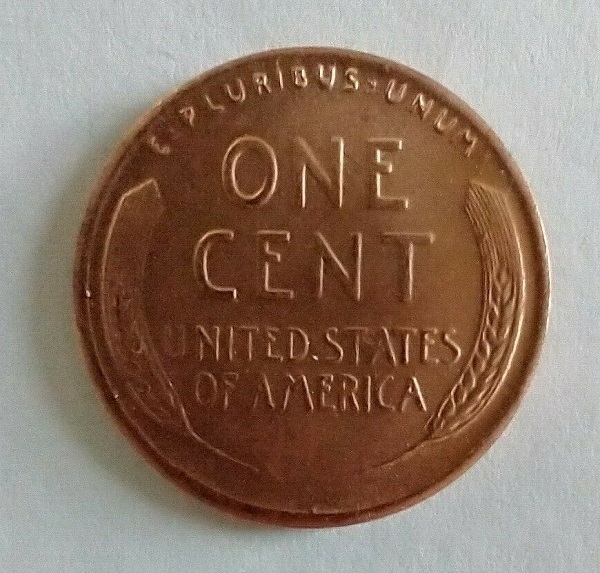 E·PLURIBUS·UNUM
ONE
CENT
UNITED·STATES
OF AMERICA